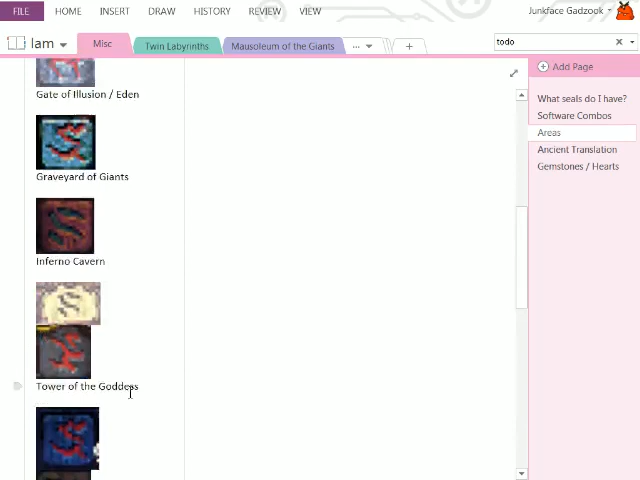 FILE HOME INSERT DRAW HISTORY REVIEW VIEW Junkface Gadzook
lam Misc Twin Labyrinths Mausoleum of the Giants ... + todo
Add Page
What seals do I have?
Software Combos
Areas
Ancient Translation
Gemstones / Hearts
Gate of Illusion / Eden
Graveyard of Giants
Inferno Cavern
Tower of the Goddess